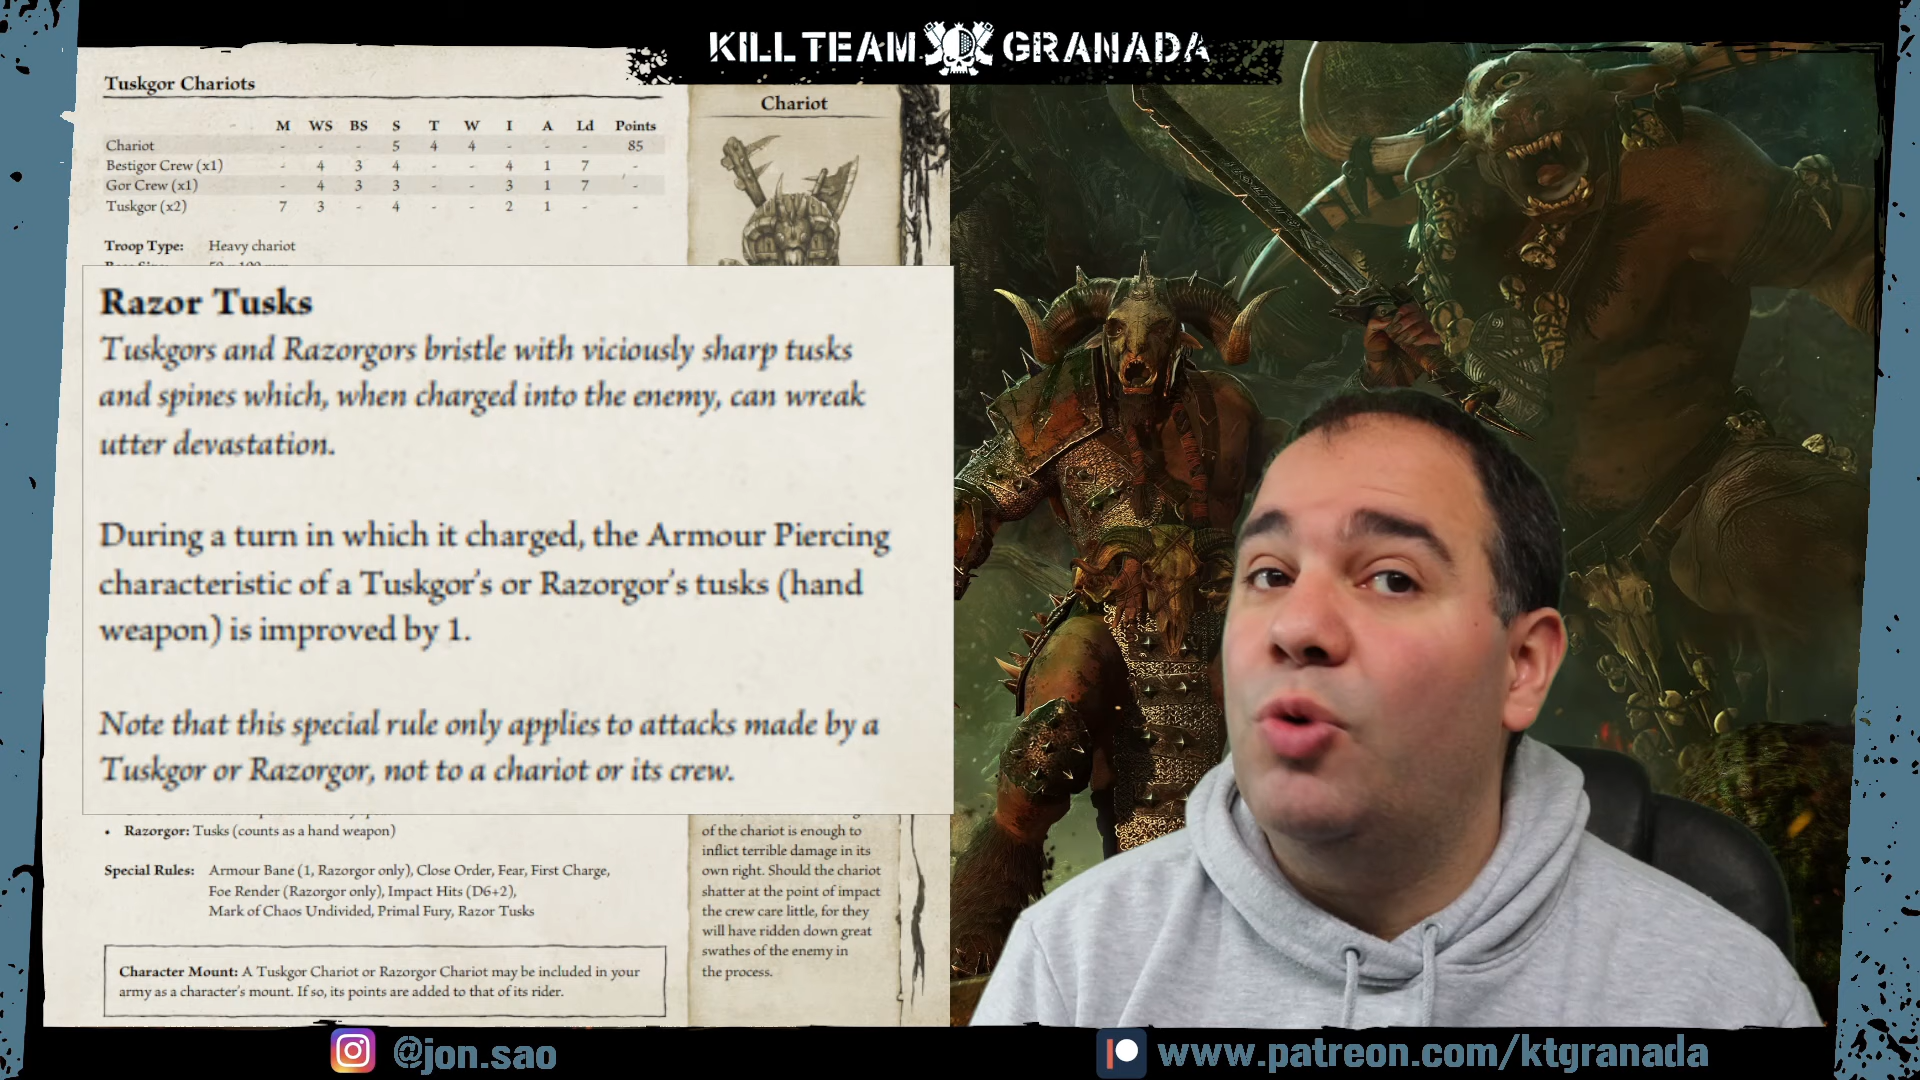 KILL TEAM GRANADA
Tuskgor Chariots
M WS BS S T W I A Ld Points
Chariot - - - 5 4 4 - - - 85
Bestigor Crew (x1) - 4 3 4 - - 4 1 7 -
Gor Crew (x1) - 4 3 3 - - 3 1 7 -
Tuskgor (x2) 7 3 - 4 - - 2 1 - -
Troop Type: Heavy chariot
Chariot
Razor Tusks
Tuskgors and Razorgors bristle with viciously sharp tusks
and spines which, when charged into the enemy, can wreak
utter devastation.
During a turn in which it charged, the Armour Piercing
characteristic of a Tuskgor's or Razorgor's tusks (hand
weapon) is improved by 1.
Note that this special rule only applies to attacks made by a
Tuskgor or Razorgor, not to a chariot or its crew.
• Razorgor: Tusks (counts as a hand weapon)
Special Rules: Armour Bane (1, Razorgor only), Close Order, Fear, First Charge,
Foe Render (Razorgor only), Impact Hits (D6+2),
Mark of Chaos Undivided, Primal Fury, Razor Tusks
Character Mount: A Tuskgor Chariot or Razorgor Chariot may be included in your
army as a character's mount. If so, its points are added to that of its rider.
of the chariot is enough to
inflict terrible damage in its
own right. Should the chariot
shatter at the point of impact
the crew care little, for they
will have ridden down great
swathes of the enemy in
the process.
@jon.sao
www.patreon.com/ktgranada